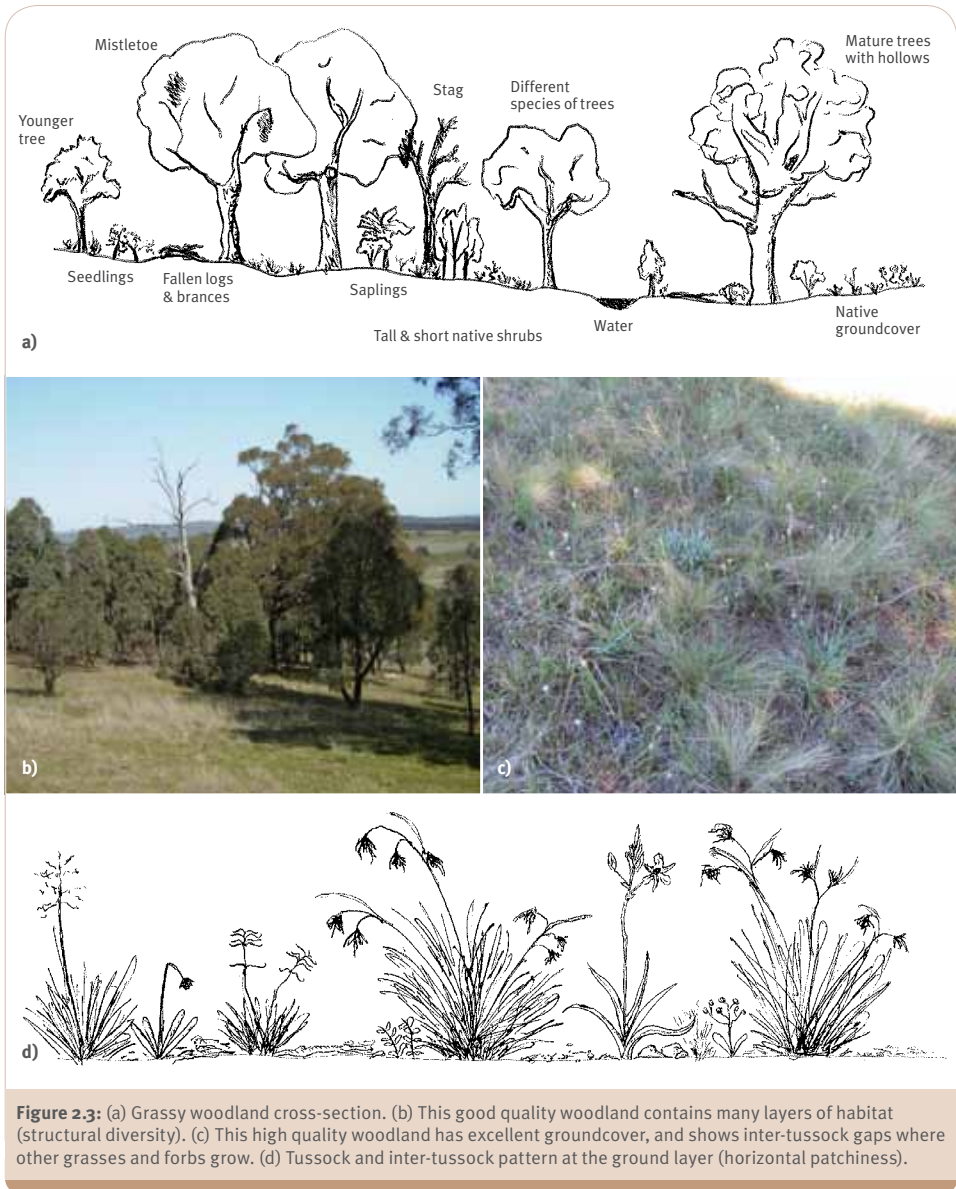 Mistletoe
Mature trees
with hollows
Stag
Different
species of trees
Younger
tree
Seedlings
Fallen logs
& brances
Saplings
Native
groundcover
Water
Tall & short native shrubs
a)
b)
c)
d)
Figure 2.3: (a) Grassy woodland cross-section. (b) This good quality woodland contains many layers of habitat
(structural diversity). (c) This high quality woodland has excellent groundcover, and shows inter-tussock gaps where
other grasses and forbs grow. (d) Tussock and inter-tussock pattern at the ground layer (horizontal patchiness).